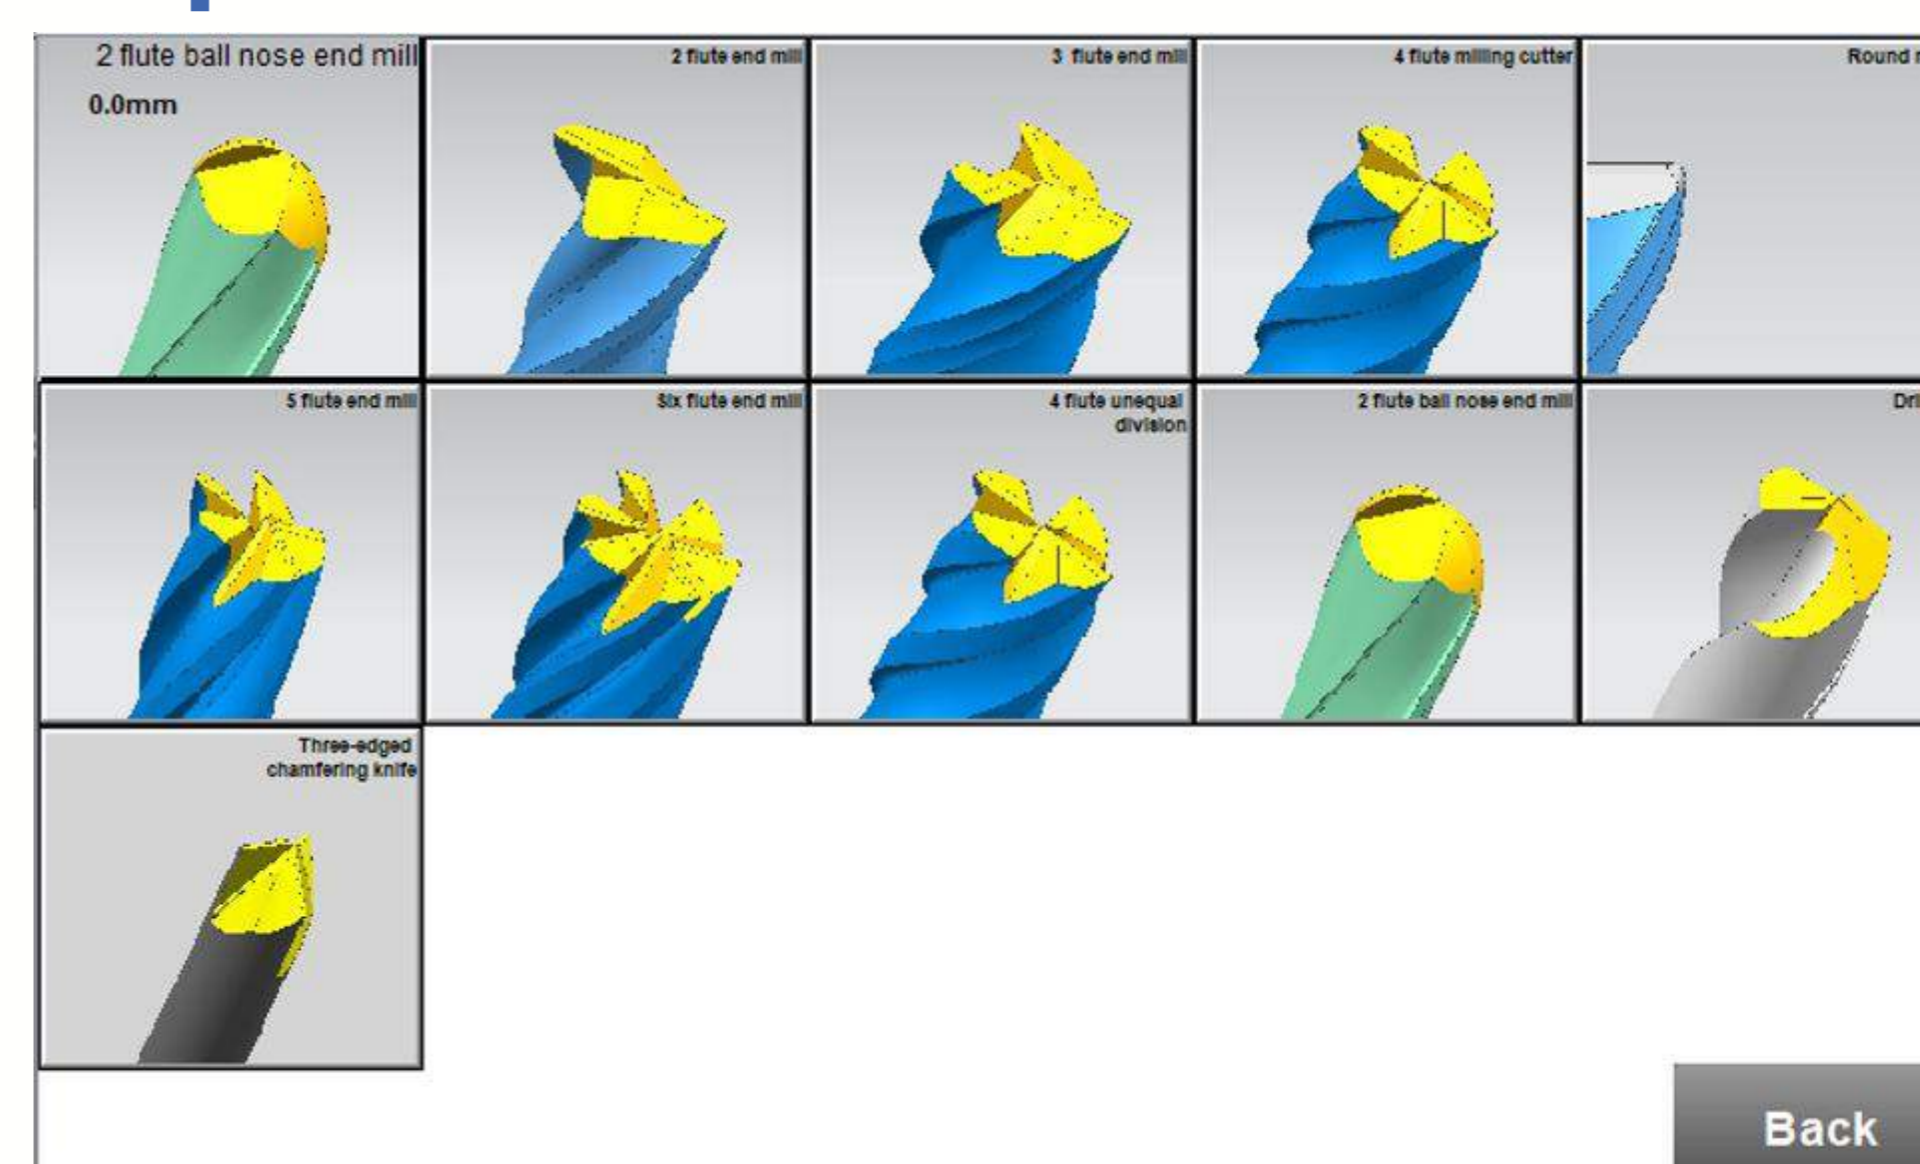 2 flute ball nose end mill
0.0mm
2 flute end mill
3 flute end mill
4 flute milling cutter
Round
5 flute end mill
Six flute end mill
4 flute unequal
division
2 flute ball nose end mill
Three-edged
chamfering knife
Back